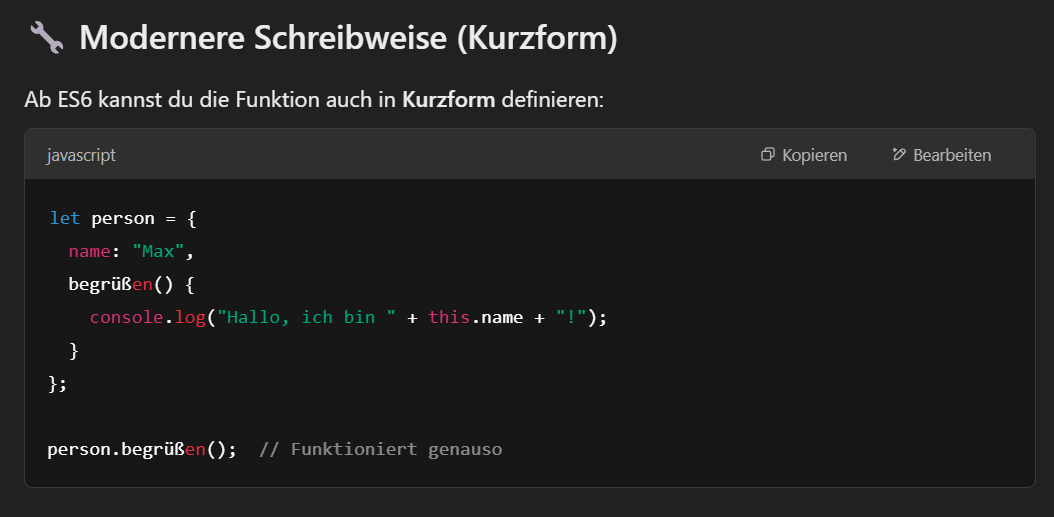 Modernere Schreibweise (Kurzform)
Ab ES6 kannst du die Funktion auch in Kurzform definieren:
javascript Kopieren Bearbeiten
let person = {
  name: "Max",
  begrüßen() {
    console.log("Hallo, ich bin " + this.name + "!");
  }
};
person.begrüßen();  // Funktioniert genauso